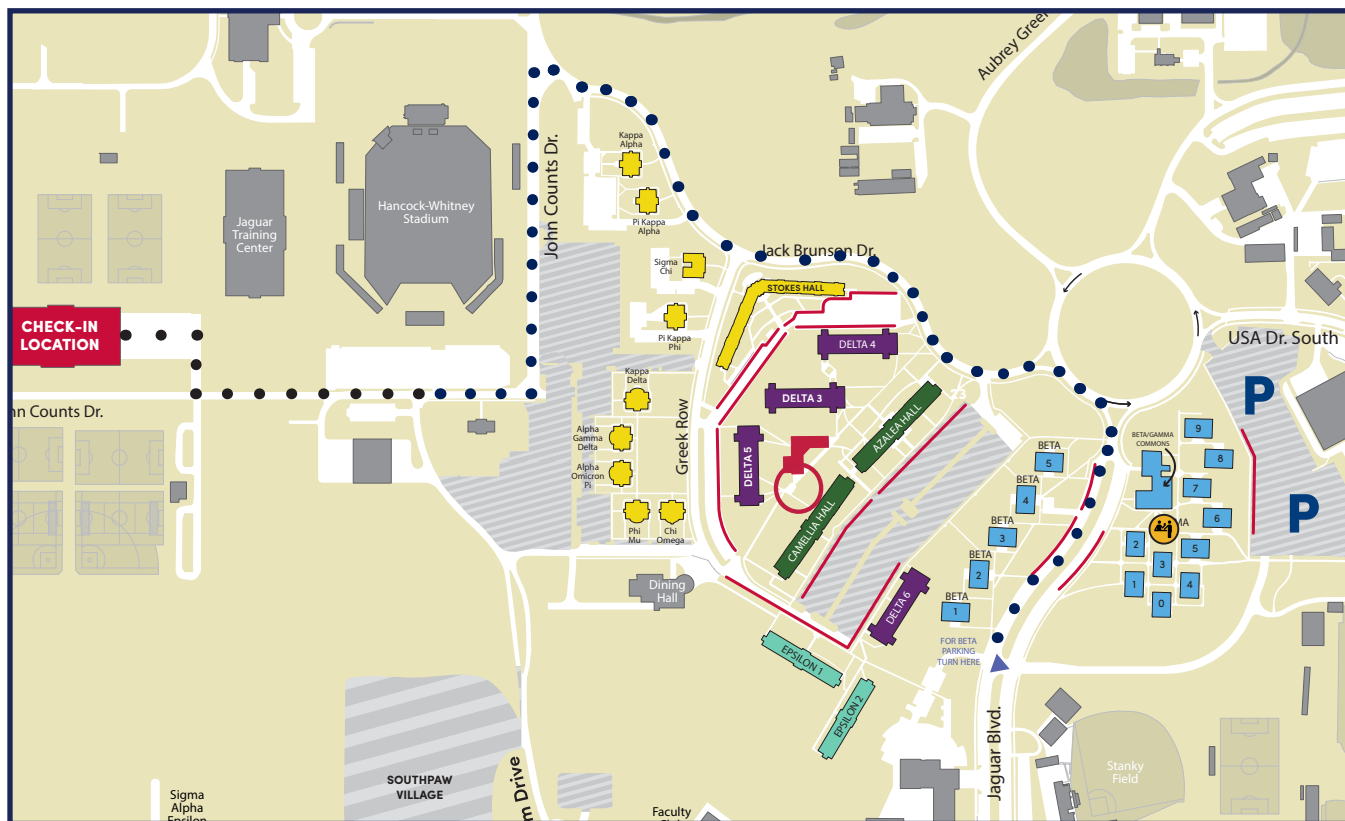 Aubrey Green
Kappa
Alpha
Hancock-Whitney
Stadium
John Counts Dr.
Pi Kappa
Alpha
Jaguar
Training
Center
Jack Brunson Dr.
Sigma
Chi
STOKES HALL
CHECK-IN
LOCATION
Pi Kappa
Phi
DELTA 4
USA Dr. South
Kappa
Delta
DELTA 3
23
P
nn Counts Dr.
Alpha
Gamma
Delta
AZALEA HALL
BETA/GAMMA
COMMONS
9
Greek Row
Alpha
Omicron
Pi
DELTA 5
BETA
5
8
BETA
4
7
CAMELLIA HALL
P
Phi
Mu
Chi
Omega
BETA
3
MA
6
2
5
BETA
2
3
Dining
Hall
DELTA 6
1
4
BETA
1
0
FOR BETA
PARKING
TURN HERE
EPSILON 1
EPSILON 2
Jaguar Blvd.
Stanky
Field
SOUTHPAW
VILLAGE
m Drive
Sigma
Alpha
Epsilon
Faculty